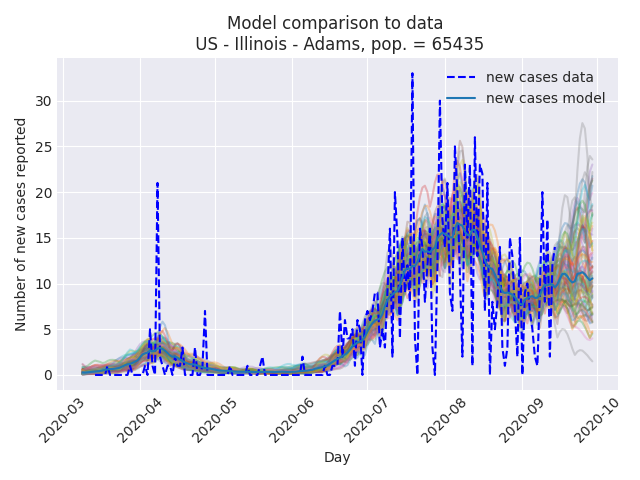 Model comparison to data
US - Illinois - Adams, pop. = 65435
new cases data
new cases model
Number of new cases reported
30
25
20
15
10
5
0
2020-03
2020-04
2020-05
2020-06
2020-07
2020-08
2020-09
2020-10
Day